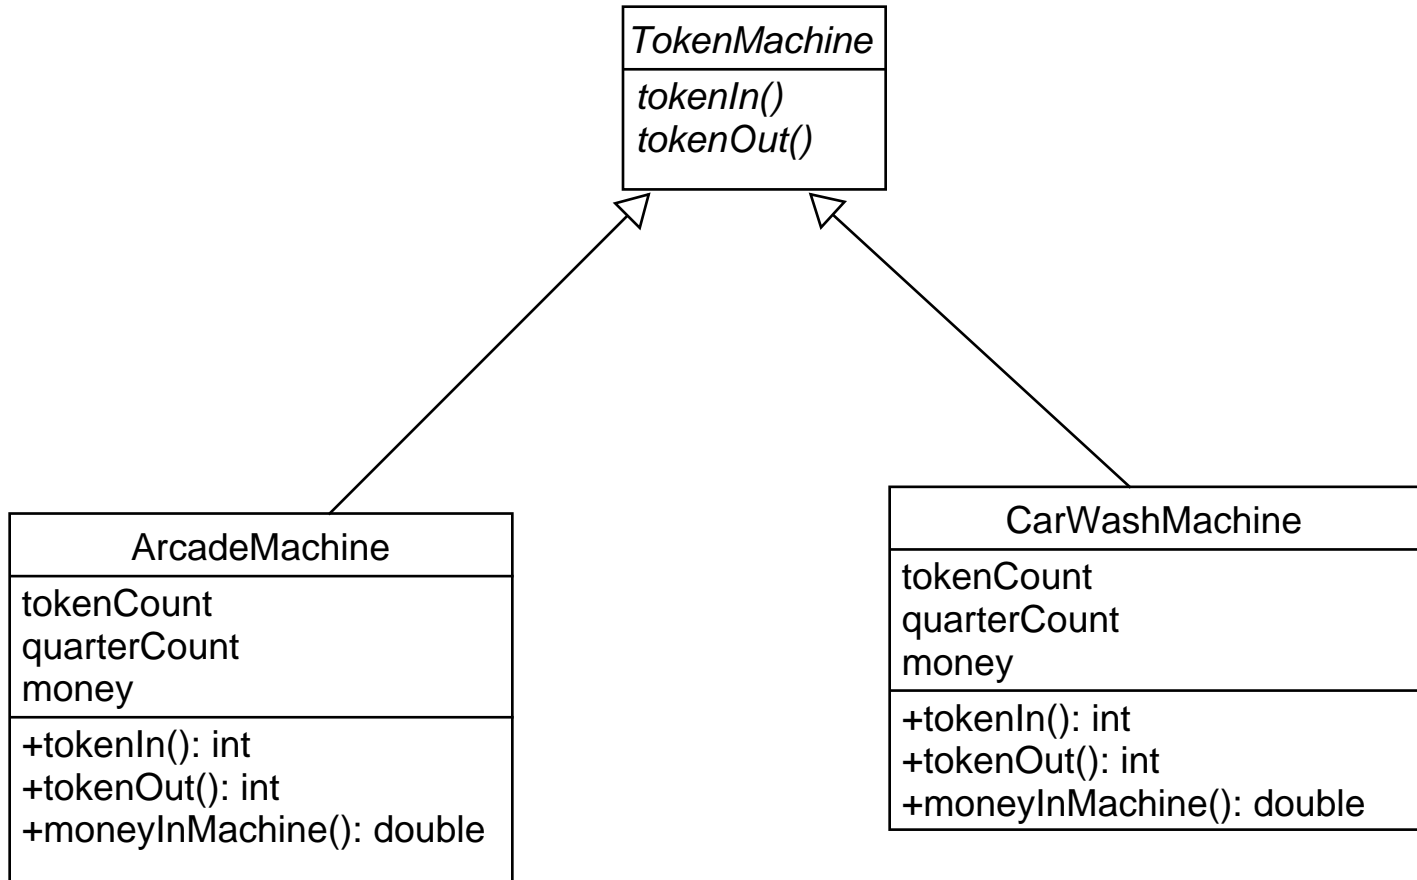 TokenMachine
tokenIn()
tokenOut()
ArcadeMachine
tokenCount
quarterCount
money
+tokenIn(): int
+tokenOut(): int
+moneyInMachine(): double
CarWashMachine
tokenCount
quarterCount
money
+tokenIn(): int
+tokenOut(): int
+moneyInMachine(): double